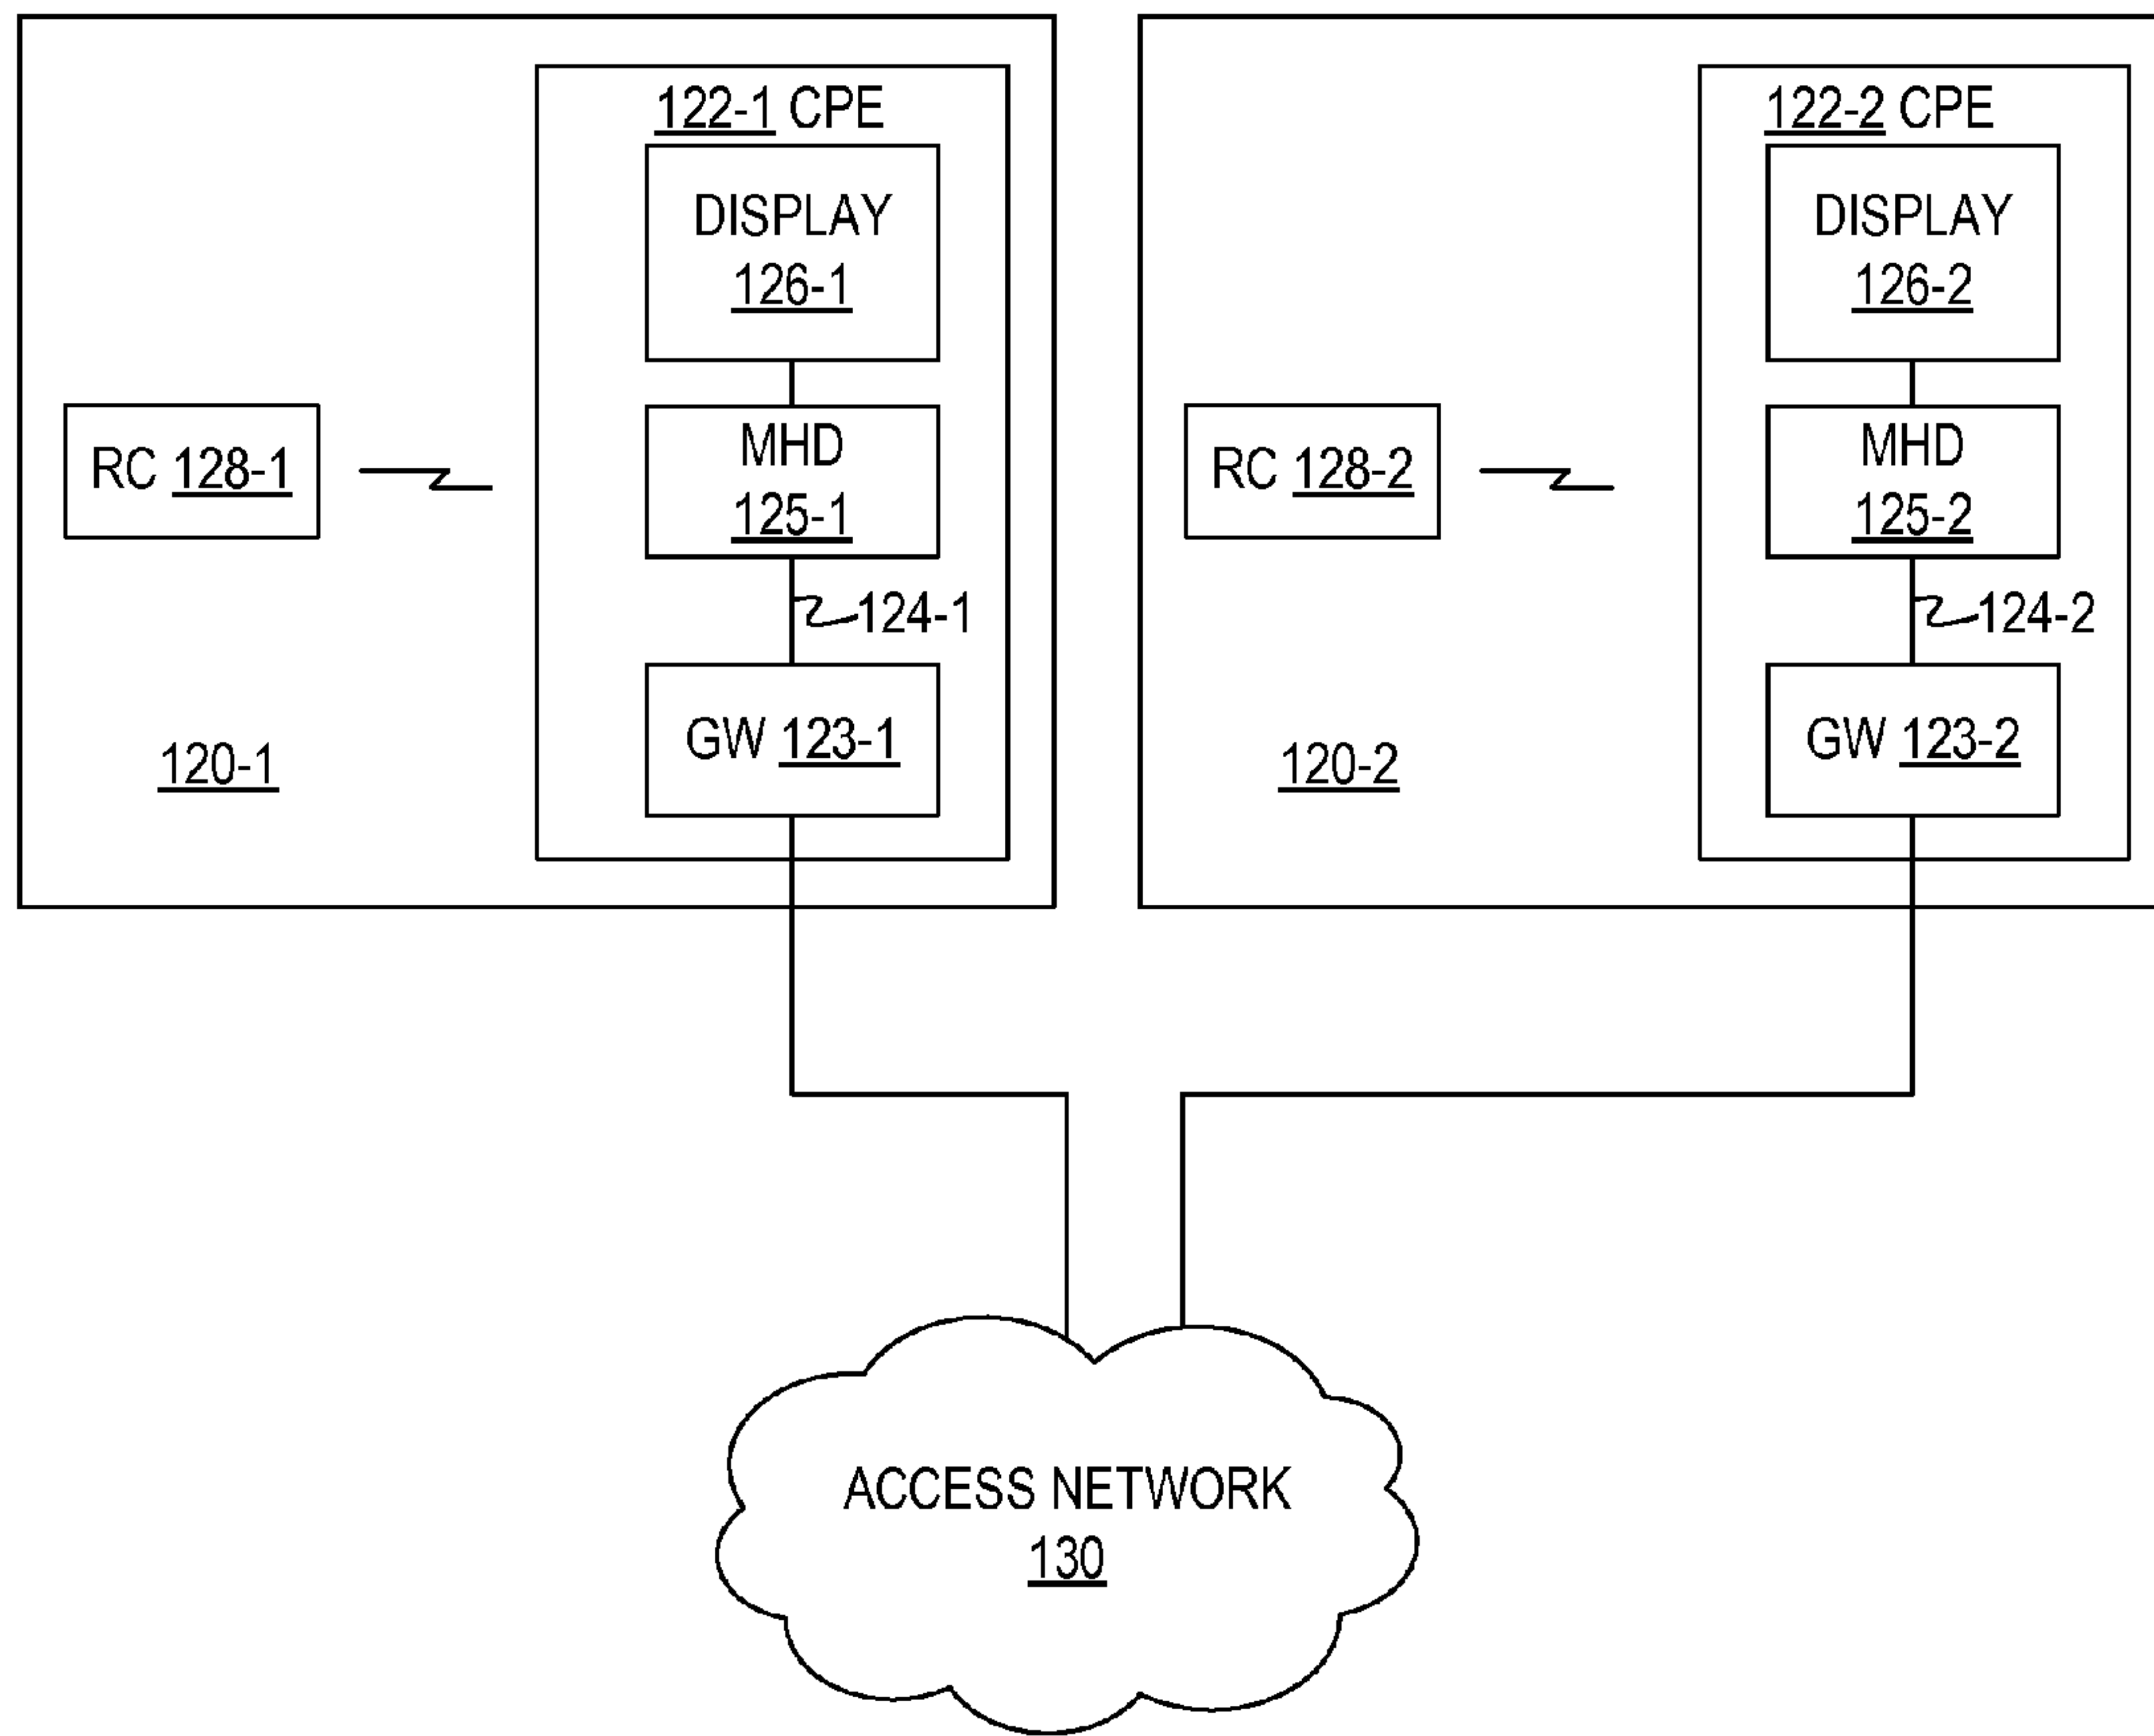 122-1 CPE
DISPLAY
126-1
RC 128-1
MHD
125-1
124-1
GW 123-1
120-1
122-2 CPE
DISPLAY
126-2
RC 128-2
MHD
125-2
124-2
GW 123-2
120-2
ACCESS NETWORK
130